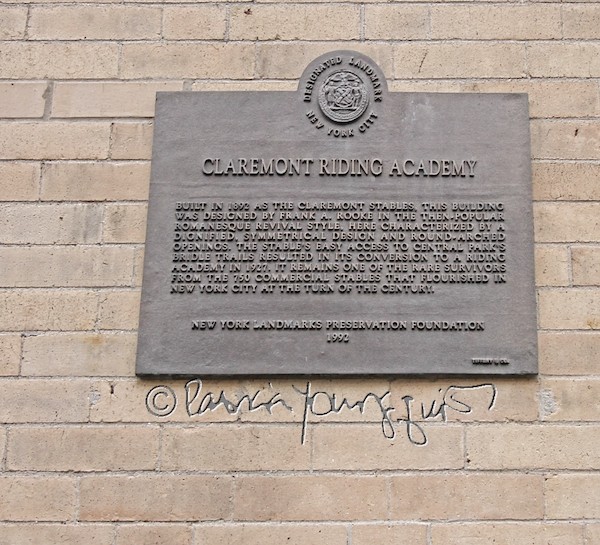 DESIGNATED LANDMARK
NEW YORK CITY
CLAREMONT RIDING ACADEMY
BUILT IN 1892 AS THE CLAREMONT STABLES, THIS BUILDING
WAS DESIGNED BY FRANK A. ROOKE IN THE THEN-POPULAR
ROMANESQUE REVIVAL STYLE, HERE CHARACTERIZED BY A
DIGNIFIED, SYMMETRICAL DESIGN AND ROUND-ARCHED
OPENINGS. THE STABLE'S EASY ACCESS TO CENTRAL PARK'S
BRIDLE TRAILS RESULTED IN ITS CONVERSION TO A RIDING
ACADEMY IN 1927. IT REMAINS ONE OF THE RARE SURVIVORS
FROM THE 750 COMMERCIAL STABLES THAT FLOURISHED IN
NEW YORK CITY AT THE TURN OF THE CENTURY.
NEW YORK LANDMARKS PRESERVATION FOUNDATION
1992
TIFFANY & CO.
© Patricia Youngquist